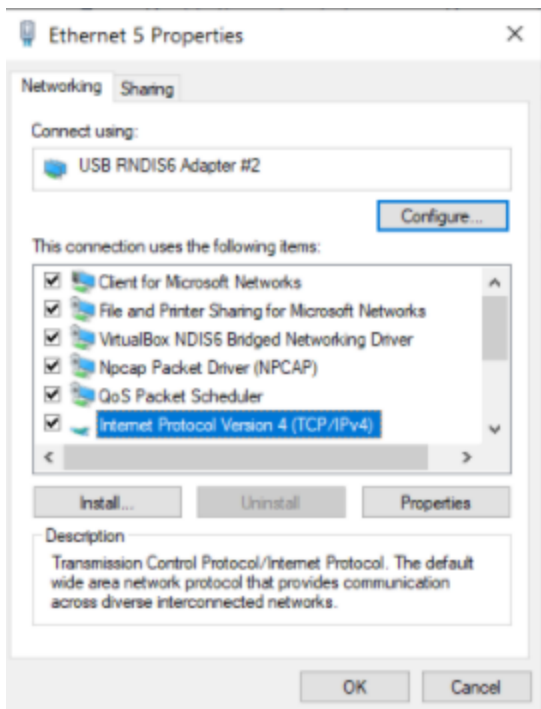 Ethernet 5 Properties
Networking Sharing
Connect using:
USB RNDIS6 Adapter #2
Configure...
This connection uses the following items:
Client for Microsoft Networks
File and Printer Sharing for Microsoft Networks
VirtualBox NDIS6 Bridged Networking Driver
Npcap Packet Driver (NPCAP)
QoS Packet Scheduler
Internet Protocol Version 4 (TCP/IPv4)
Install... Uninstall Properties
Description
Transmission Control Protocol/Internet Protocol. The default
wide area network protocol that provides communication
across diverse interconnected networks.
OK Cancel